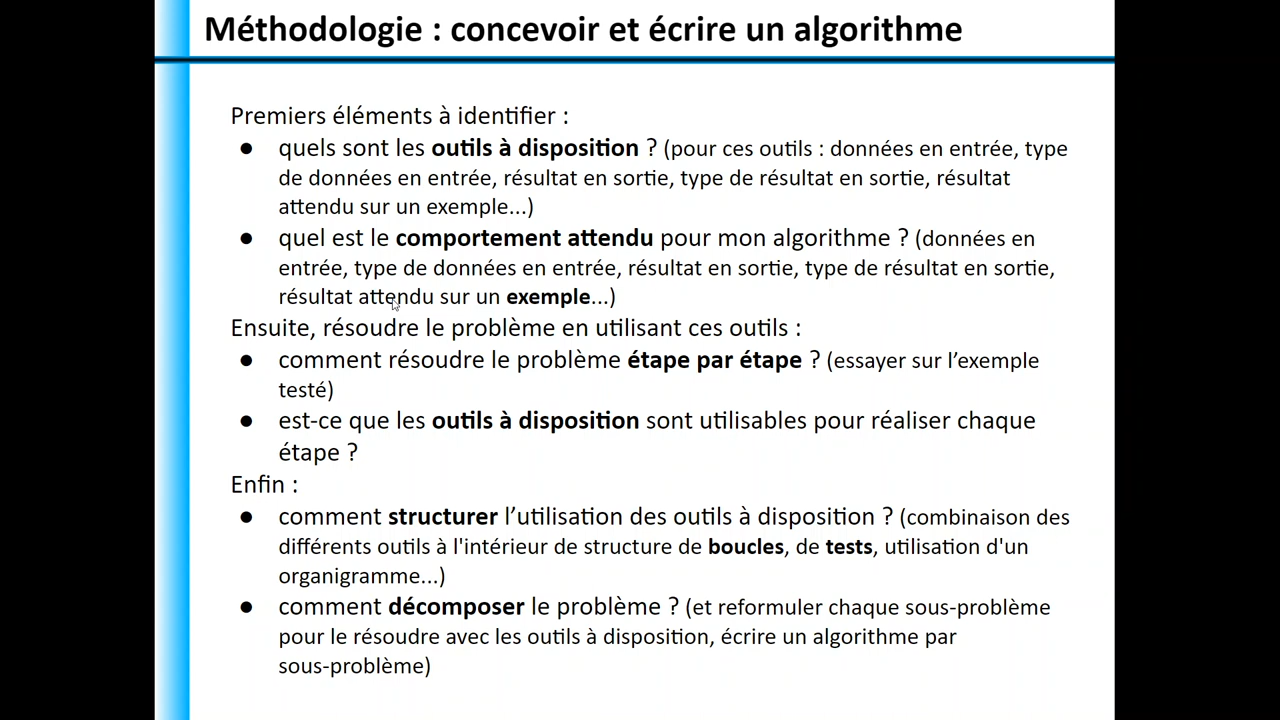 Méthodologie : concevoir et écrire un algorithme
Premiers éléments à identifier :
● quels sont les outils à disposition ? (pour ces outils : données en entrée, type
de données en entrée, résultat en sortie, type de résultat en sortie, résultat
attendu sur un exemple...)
● quel est le comportement attendu pour mon algorithme ? (données en
entrée, type de données en entrée, résultat en sortie, type de résultat en sortie,
résultat attendu sur un exemple...)
Ensuite, résoudre le problème en utilisant ces outils :
● comment résoudre le problème étape par étape ? (essayer sur l’exemple
testé)
● est-ce que les outils à disposition sont utilisables pour réaliser chaque
étape ?
Enfin :
● comment structurer l’utilisation des outils à disposition ? (combinaison des
différents outils à l'intérieur de structure de boucles, de tests, utilisation d'un
organigramme...)
● comment décomposer le problème ? (et reformuler chaque sous-problème
pour le résoudre avec les outils à disposition, écrire un algorithme par
sous-problème)